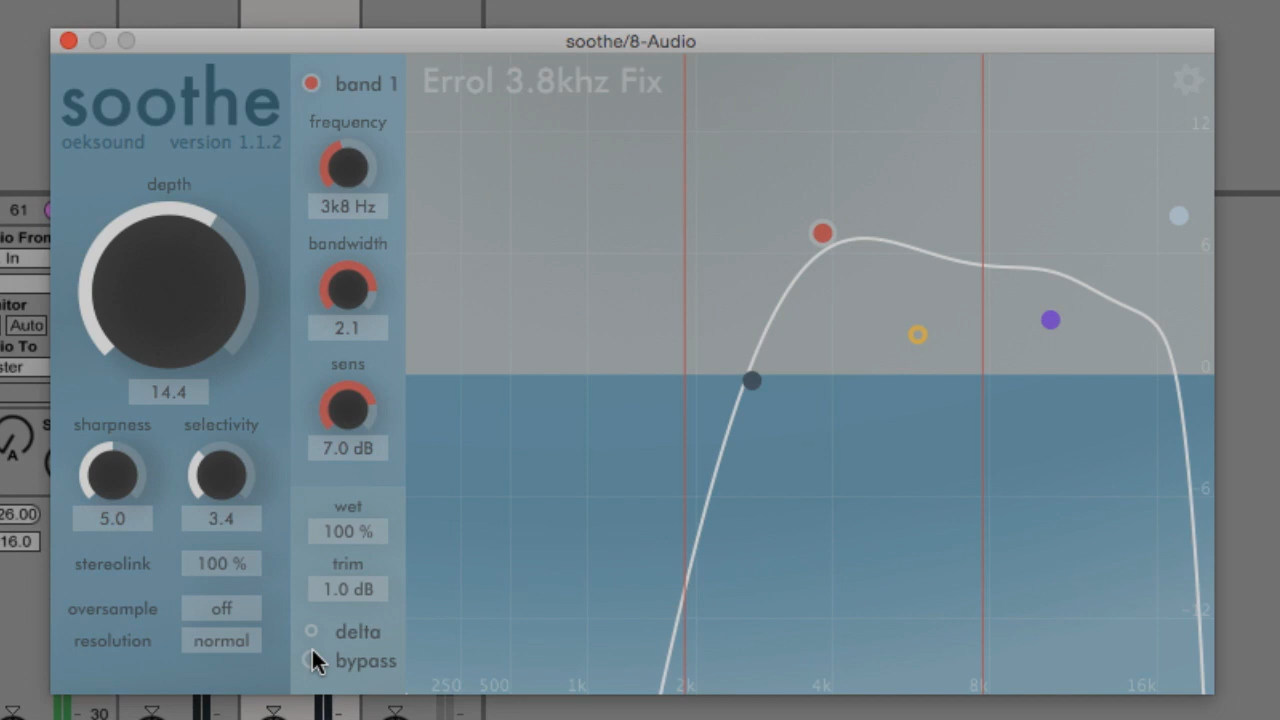 soothe/8-Audio
soothe
oeksound version 1.1.2
depth
14.4
sharpness selectivity
5.0 3.4
stereolink 100 %
oversample off
resolution normal
band 1
frequency
3k8 Hz
bandwidth
2.1
sens
7.0 dB
wet
100 %
trim
1.0 dB
delta
bypass
Errol 3.8khz Fix
12
6
0
-6
-12
250 500 1k 2k 4k 8k 16k
61
io From
In
itor
Auto
io To
ster
A
26.00
16.0
- 30